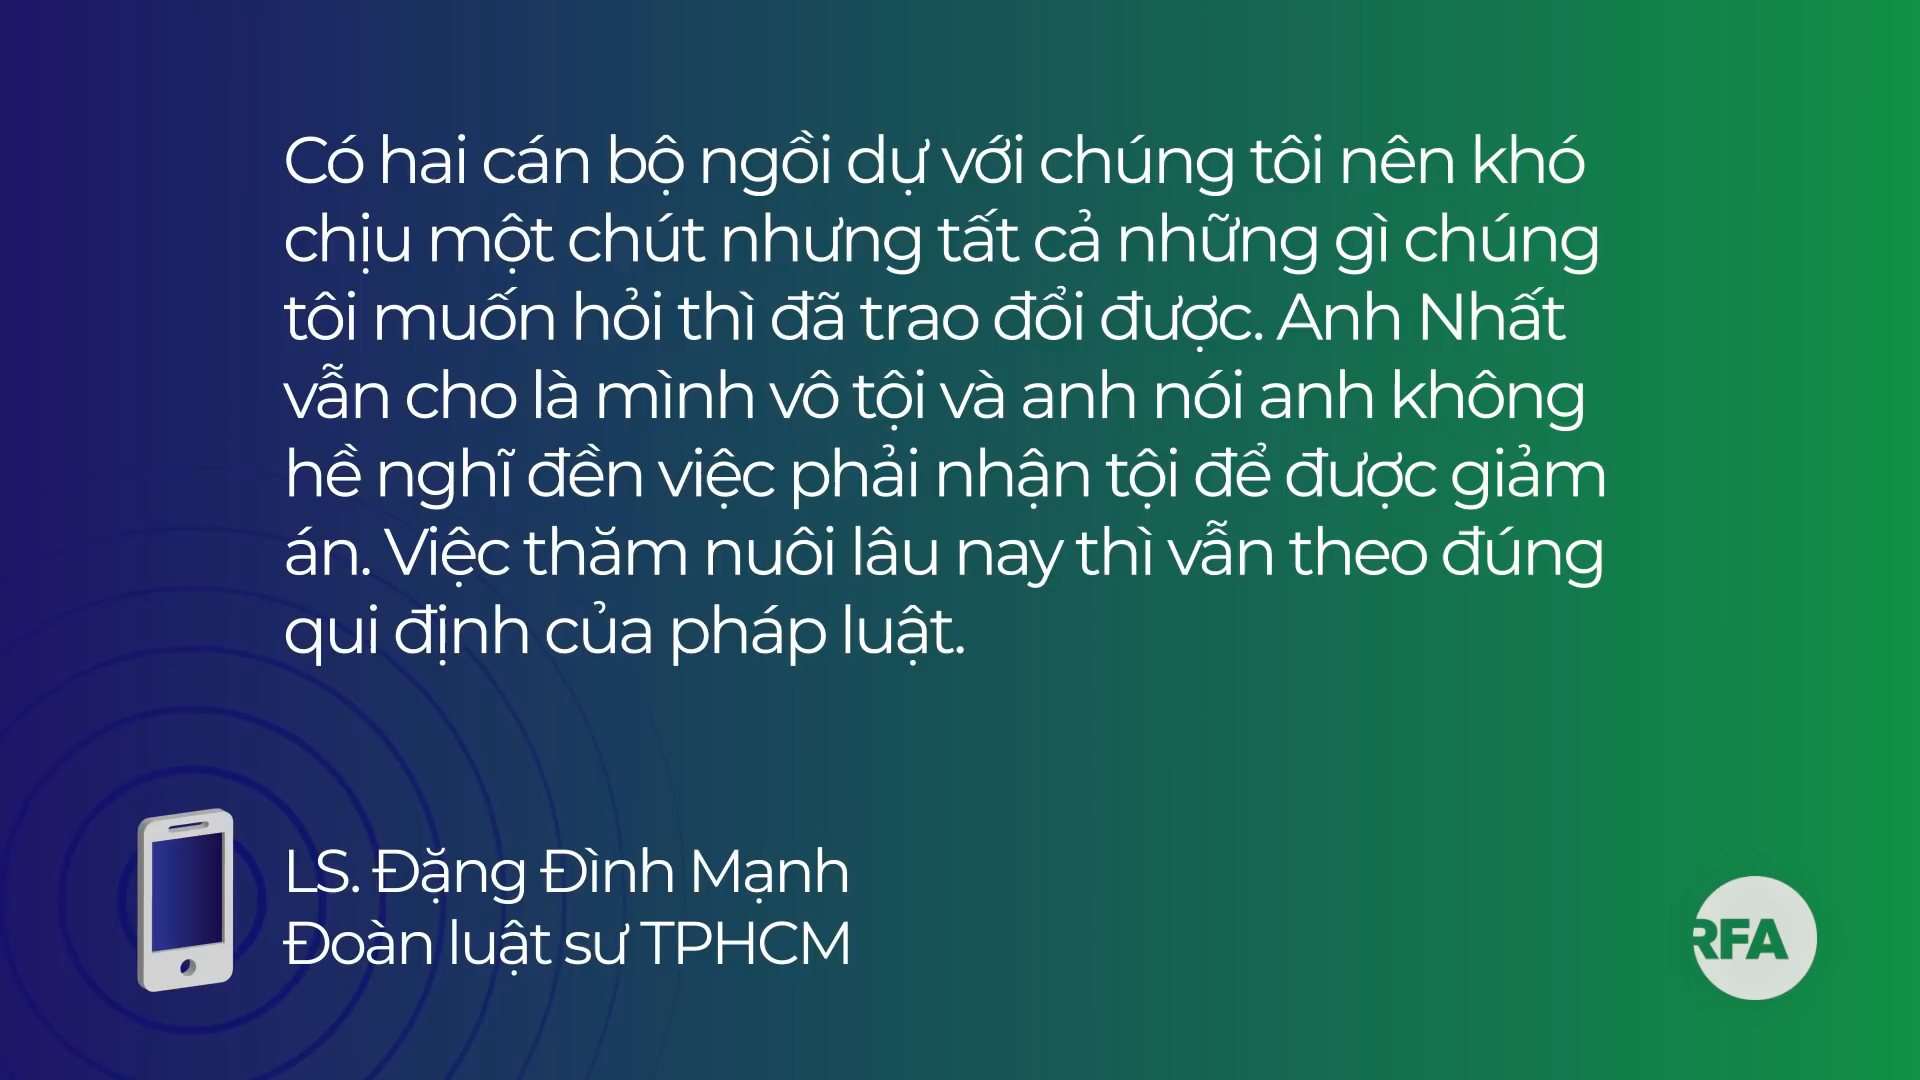 Có hai cán bộ ngồi dự với chúng tôi nên khó
chịu một chút nhưng tất cả những gì chúng
tôi muốn hỏi thì đã trao đổi được. Anh Nhất
vẫn cho là mình vô tội và anh nói anh không
hề nghĩ đền việc phải nhận tội để được giảm
án. Việc thăm nuôi lâu nay thì vẫn theo đúng
qui định của pháp luật.
LS. Đặng Đình Mạnh
Đoàn luật sư TPHCM
RFA